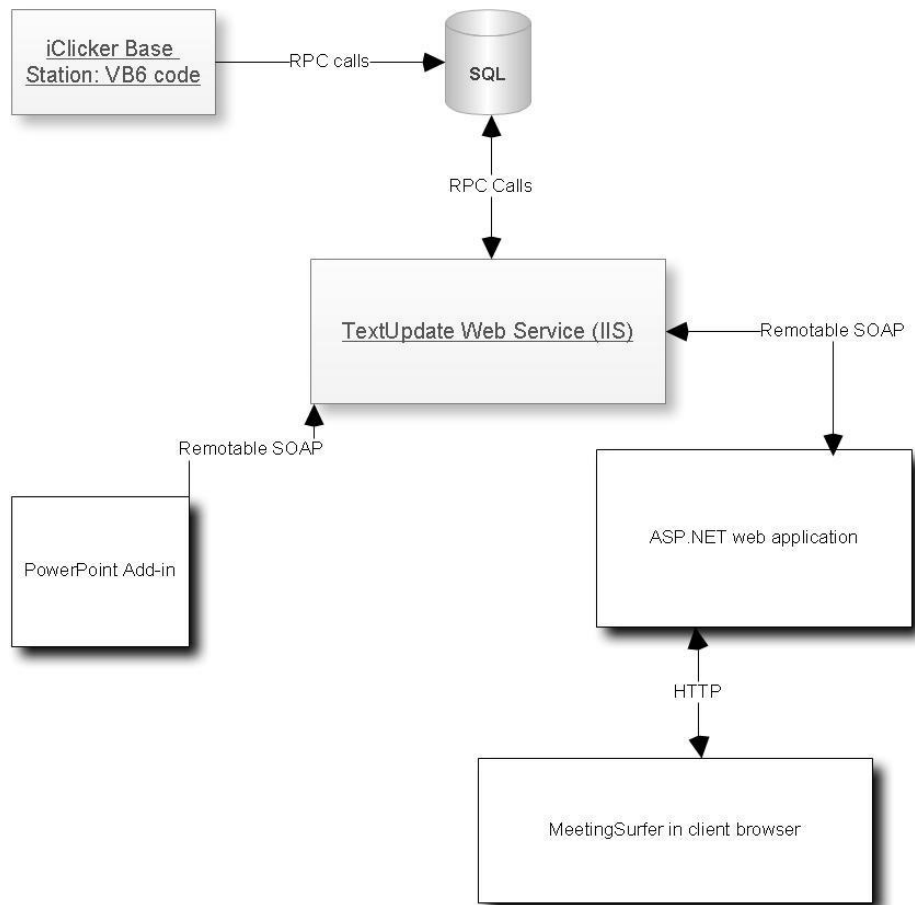 iClicker Base
Station: VB6 code
RPC calls
SQL
RPC Calls
TextUpdate Web Service (IIS)
Remotable SOAP
Remotable SOAP
PowerPoint Add-in
ASP.NET web application
HTTP
MeetingSurfer in client browser